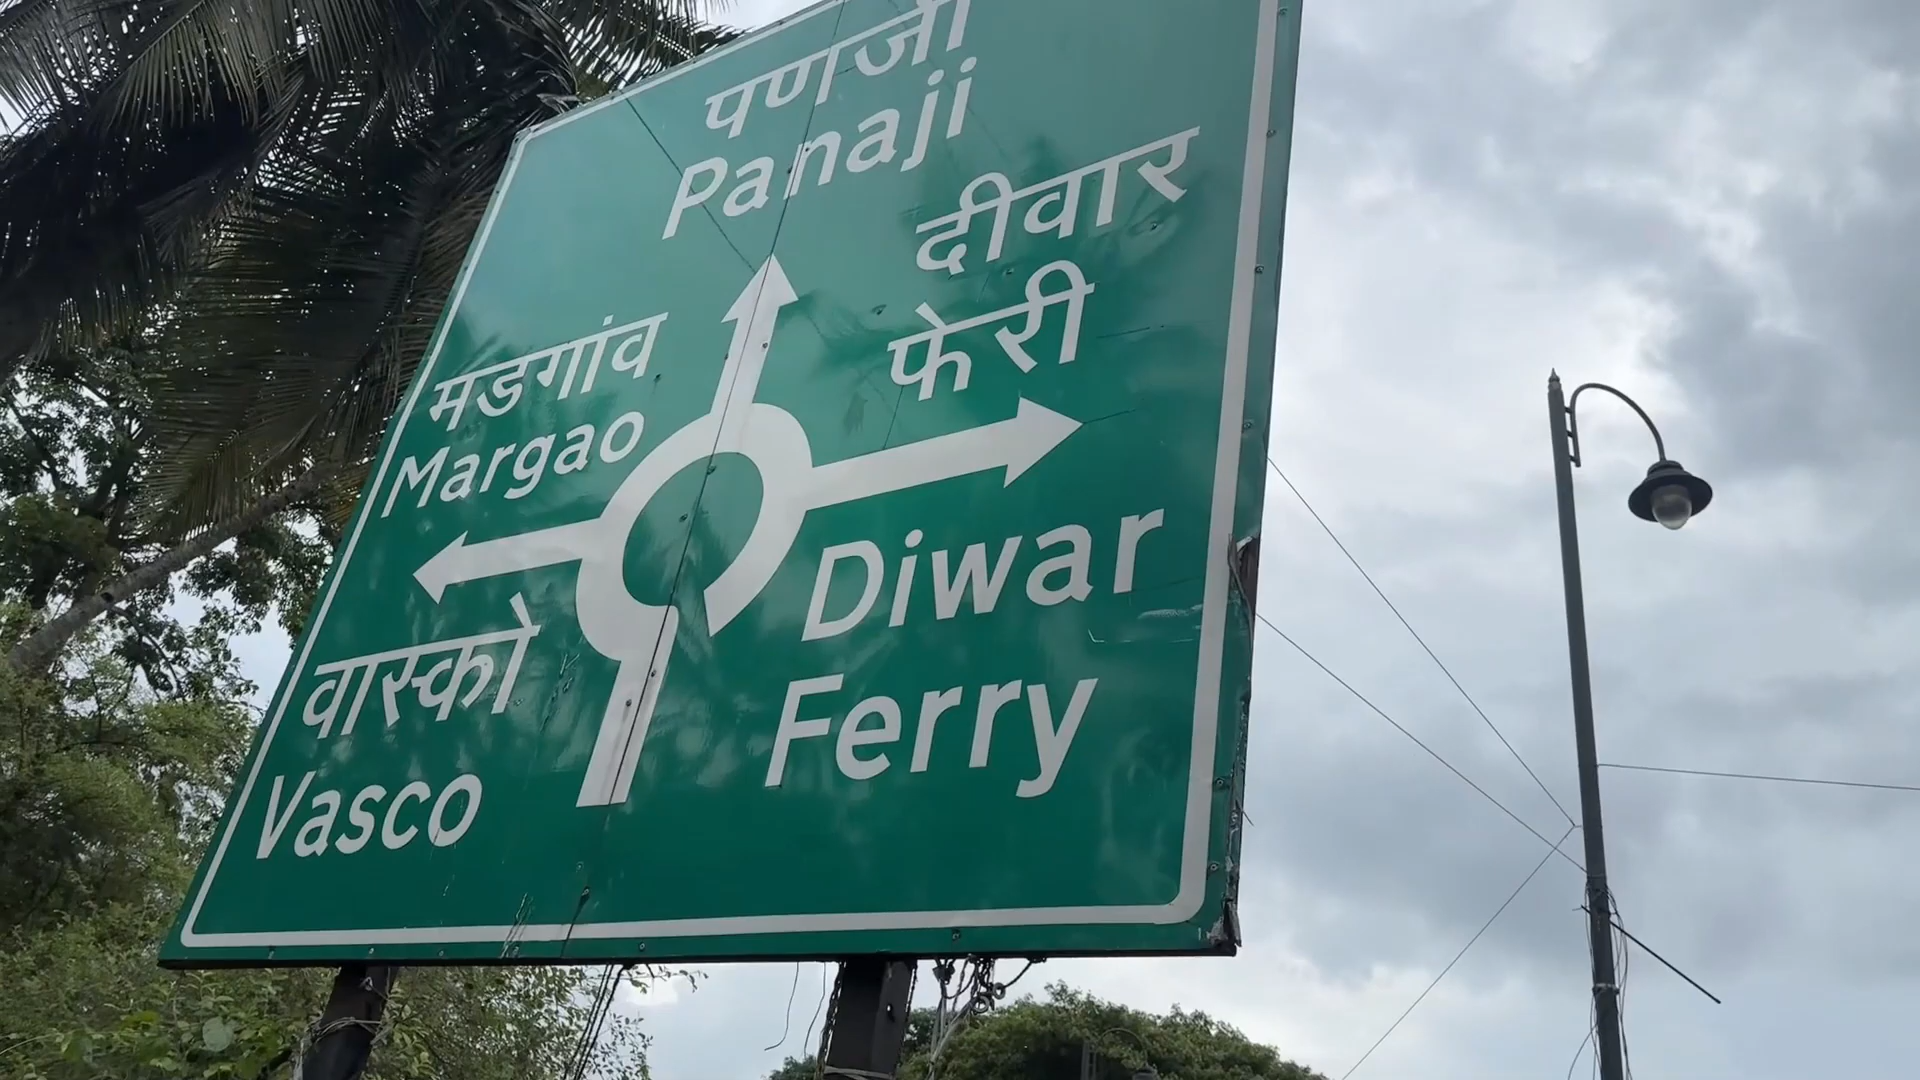 पणजी
Panaji
दीवार
फेरी
Diwar
Ferry
मडगांव
Margao
वास्को
Vasco